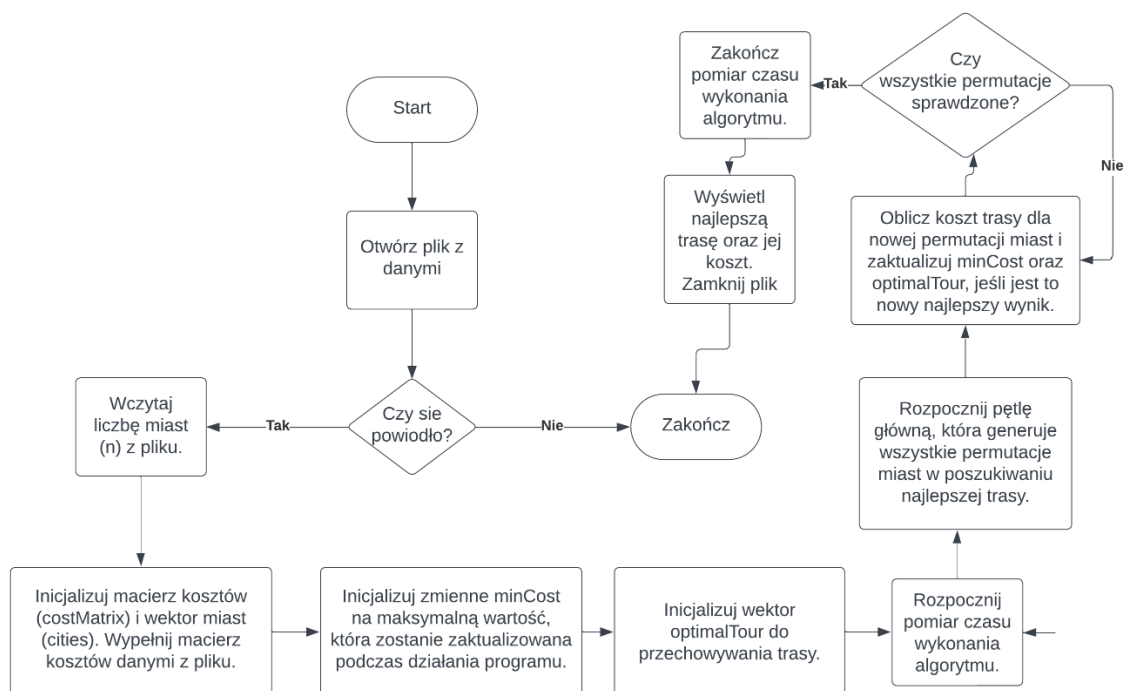 Start
Otwórz plik z
danymi
Czy sie
powiodło?
Tak
Nie
Wczytaj
liczbę miast
(n) z pliku.
Inicjalizuj macierz kosztów
(costMatrix) i wektor miast
(cities). Wypełnij macierz
kosztów danymi z pliku.
Inicjalizuj zmienne minCost
na maksymalną wartość,
która zostanie zaktualizowana
podczas działania programu.
Inicjalizuj wektor
optimalTour do
przechowywania trasy.
Rozpocznij
pomiar czasu
wykonania
algorytmu.
Rozpocznij pętlę
główną, która generuje
wszystkie permutacje
miast w poszukiwaniu
najlepszej trasy.
Oblicz koszt trasy dla
nowej permutacji miast i
zaktualizuj minCost oraz
optimalTour, jeśli jest to
nowy najlepszy wynik.
Czy
wszystkie permutacje
sprawdzone?
Tak
Nie
Zakończ
pomiar czasu
wykonania
algorytmu.
Wyświetl
najlepszą
trasę oraz jej
koszt.
Zamknij plik
Zakończ